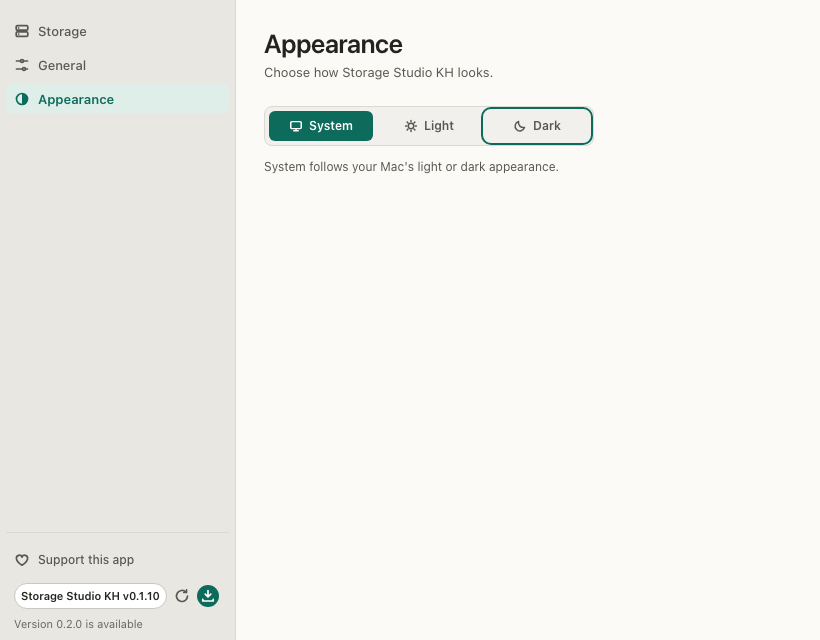 Storage
General
Appearance
Support this app
Storage Studio KH v0.1.10
Version 0.2.0 is available
Appearance
Choose how Storage Studio KH looks.
System
Light
Dark
System follows your Mac's light or dark appearance.